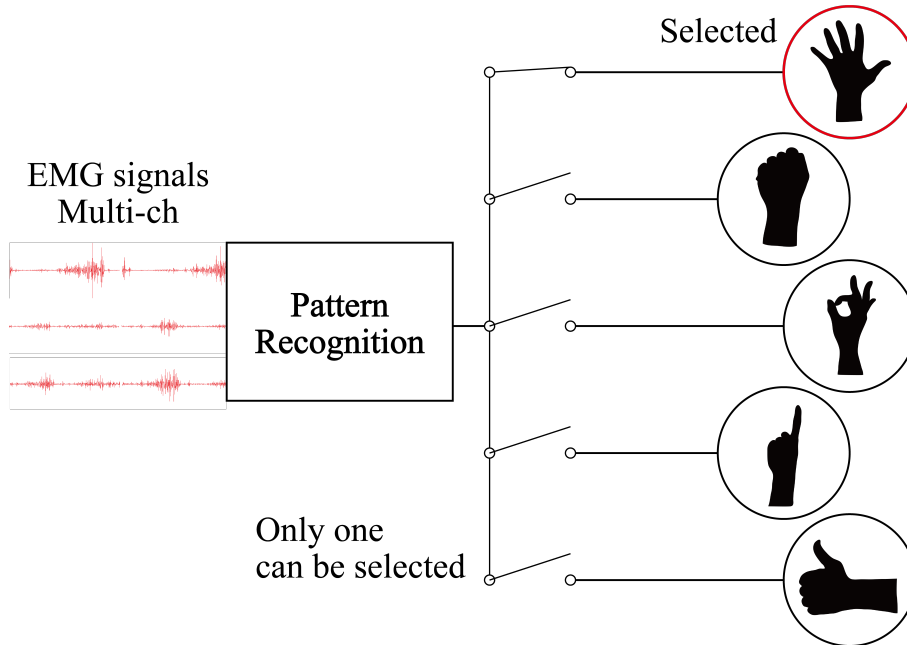 Selected
EMG signals
Multi-ch
Pattern
Recognition
Only one
can be selected